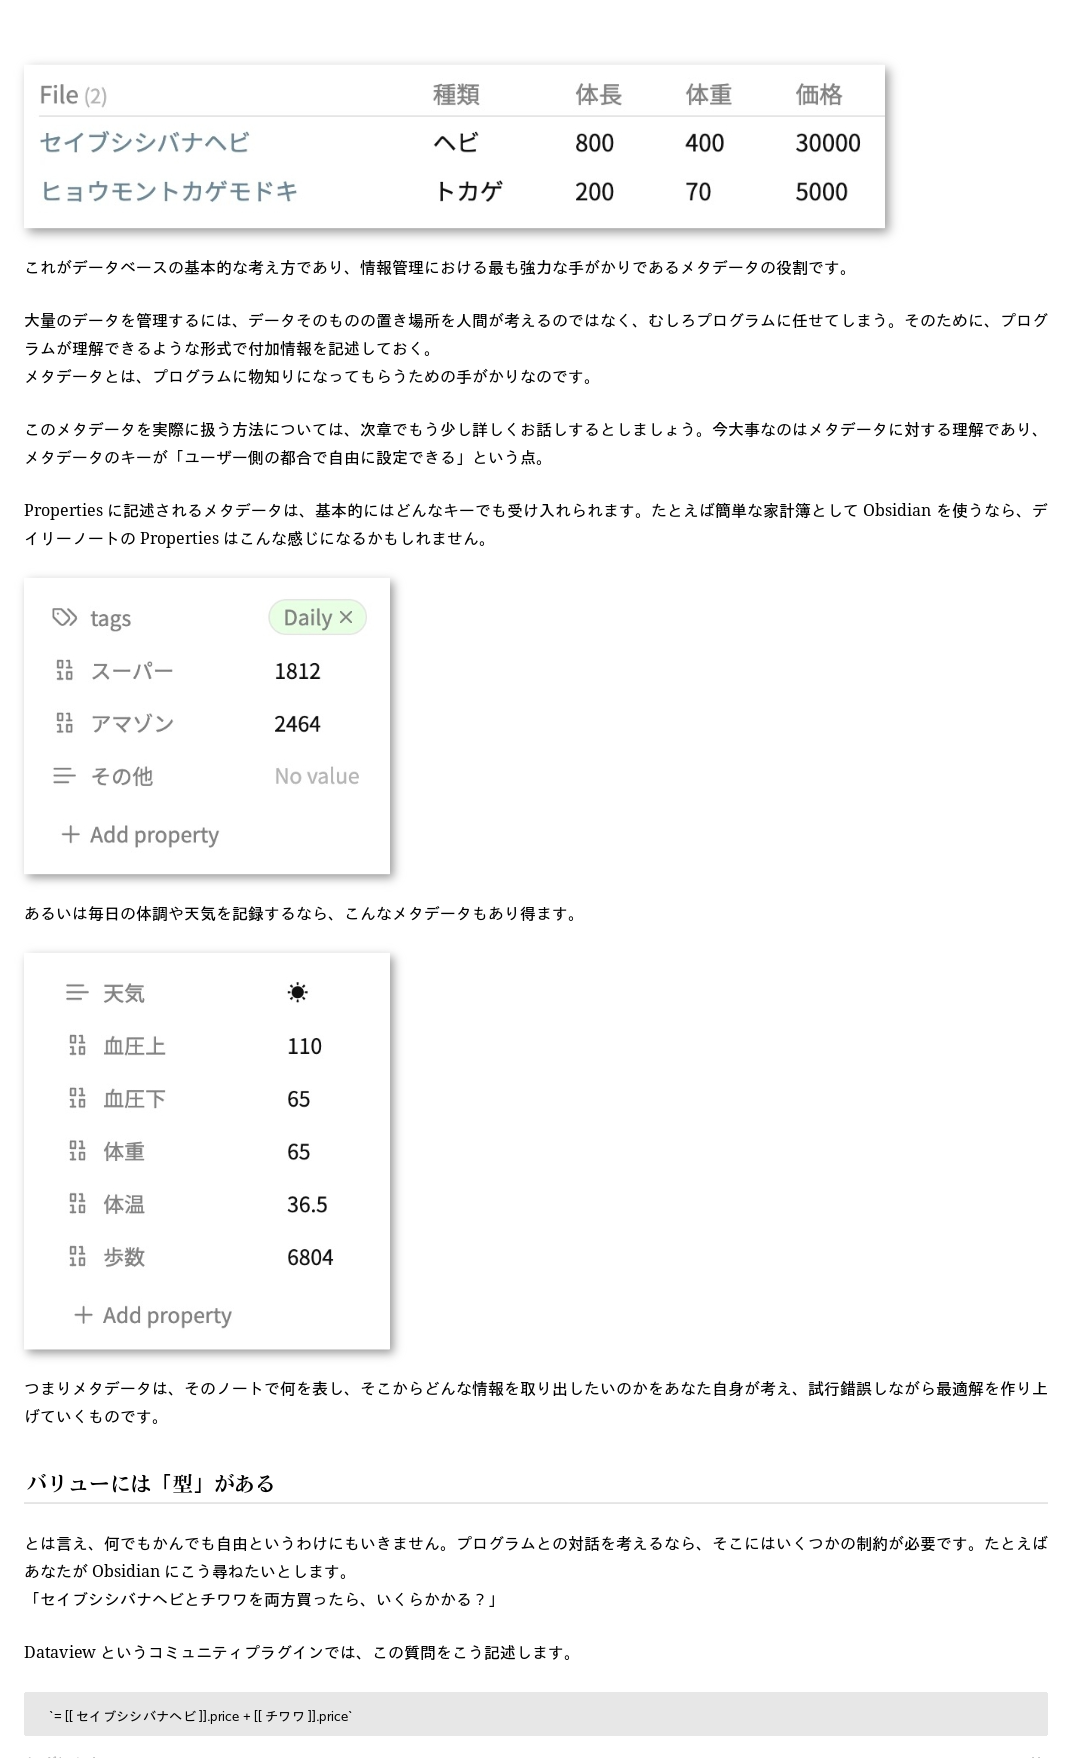 File (2) 種類 体長 体重 価格
セイブシシバナヘビ ヘビ 800 400 30000
ヒョウモントカゲモドキ トカゲ 200 70 5000
これがデータベースの基本的な考え方であり、情報管理における最も強力な手がかりであるメタデータの役割です。
大量のデータを管理するには、データそのものの置き場所を人間が考えるのではなく、むしろプログラムに任せてしまう。そのために、プログ
ラムが理解できるような形式で付加情報を記述しておく。
メタデータとは、プログラムに物知りになってもらうための手がかりなのです。
このメタデータを実際に扱う方法については、次章でもう少し詳しくお話しするとしましょう。今大事なのはメタデータに対する理解であり、
メタデータのキーが「ユーザー側の都合で自由に設定できる」という点。
Properties に記述されるメタデータは、基本的にはどんなキーでも受け入れられます。たとえば簡単な家計簿として Obsidian を使うなら、デ
イリーノートの Properties はこんな感じになるかもしれません。
tags Daily ×
スーパー 1812
アマゾン 2464
その他 No value
+ Add property
あるいは毎日の体調や天気を記録するなら、こんなメタデータもあり得ます。
天気 ☀
血圧上 110
血圧下 65
体重 65
体温 36.5
歩数 6804
+ Add property
つまりメタデータは、そのノートで何を表し、そこからどんな情報を取り出したいのかをあなた自身が考え、試行錯誤しながら最適解を作り上
げていくものです。
バリューには「型」がある
とは言え、何でもかんでも自由というわけにもいきません。プログラムとの対話を考えるなら、そこにはいくつかの制約が必要です。たとえば
あなたが Obsidian にこう尋ねたいとします。
「セイブシシバナヘビとチワワを両方買ったら、いくらかかる？」
Dataview というコミュニティプラグインでは、この質問をこう記述します。
`= [[ セイブシシバナヘビ ]].price + [[ チワワ ]].price`